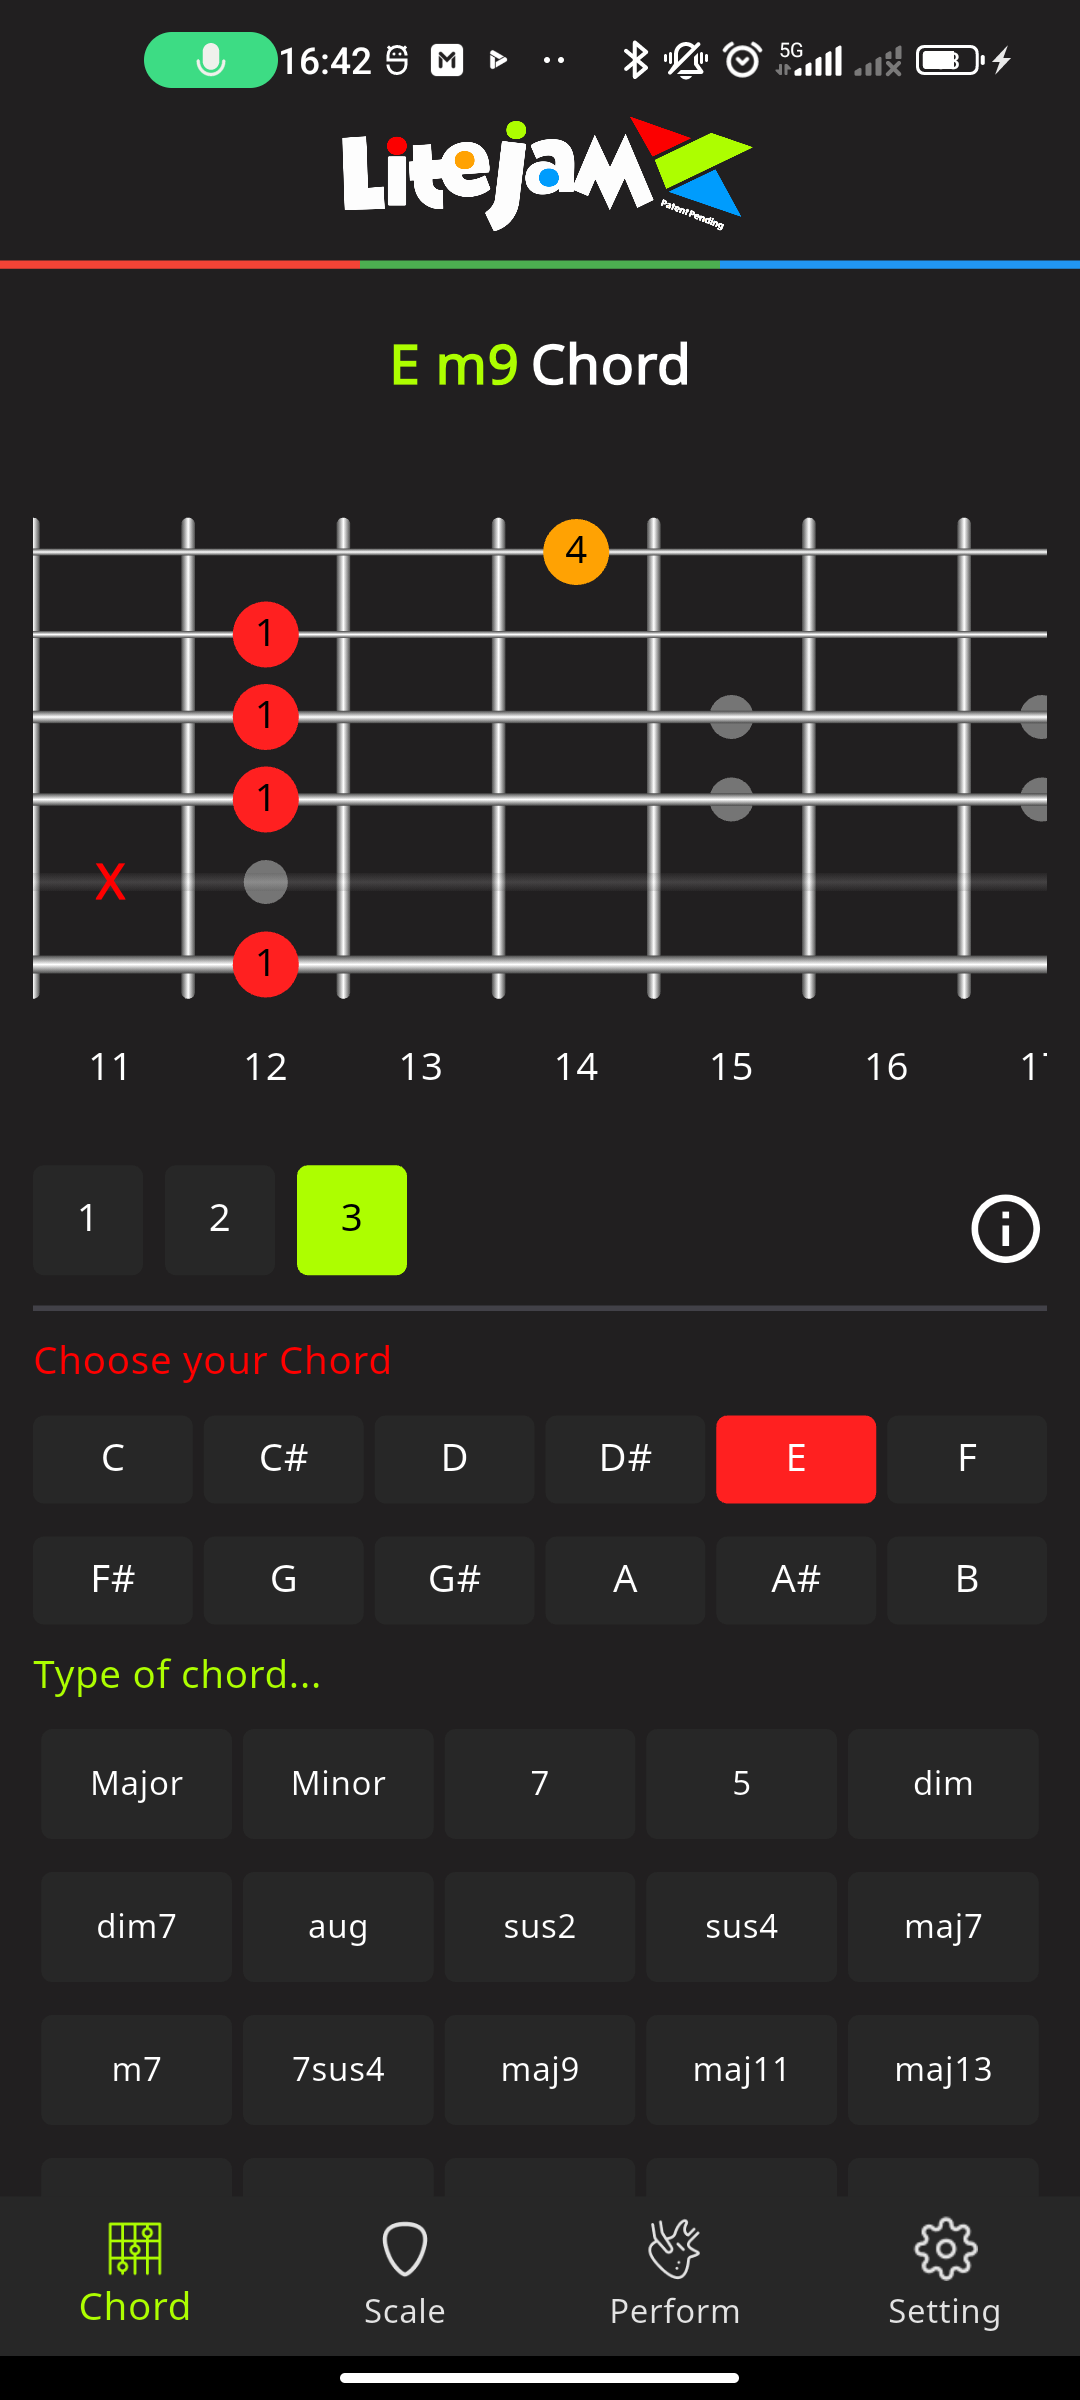 16:42
5G
LiteJam
Patent Pending
E m9 Chord
4
1
1
1
X
1
11 12 13 14 15 16
1 2 3
Choose your Chord
C C# D D# E F
F# G G# A A# B
Type of chord...
Major Minor 7 5 dim
dim7 aug sus2 sus4 maj7
m7 7sus4 maj9 maj11 maj13
Chord Scale Perform Setting